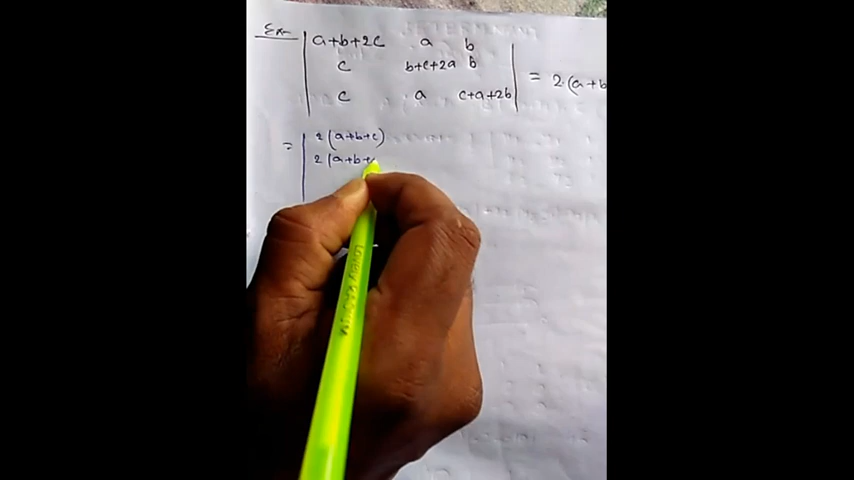 Ex- a+b+2c a b
c b+c+2a b
= 2.(a+b
c a c+a+2b
= 2(a+b+c)
2(a+b+c